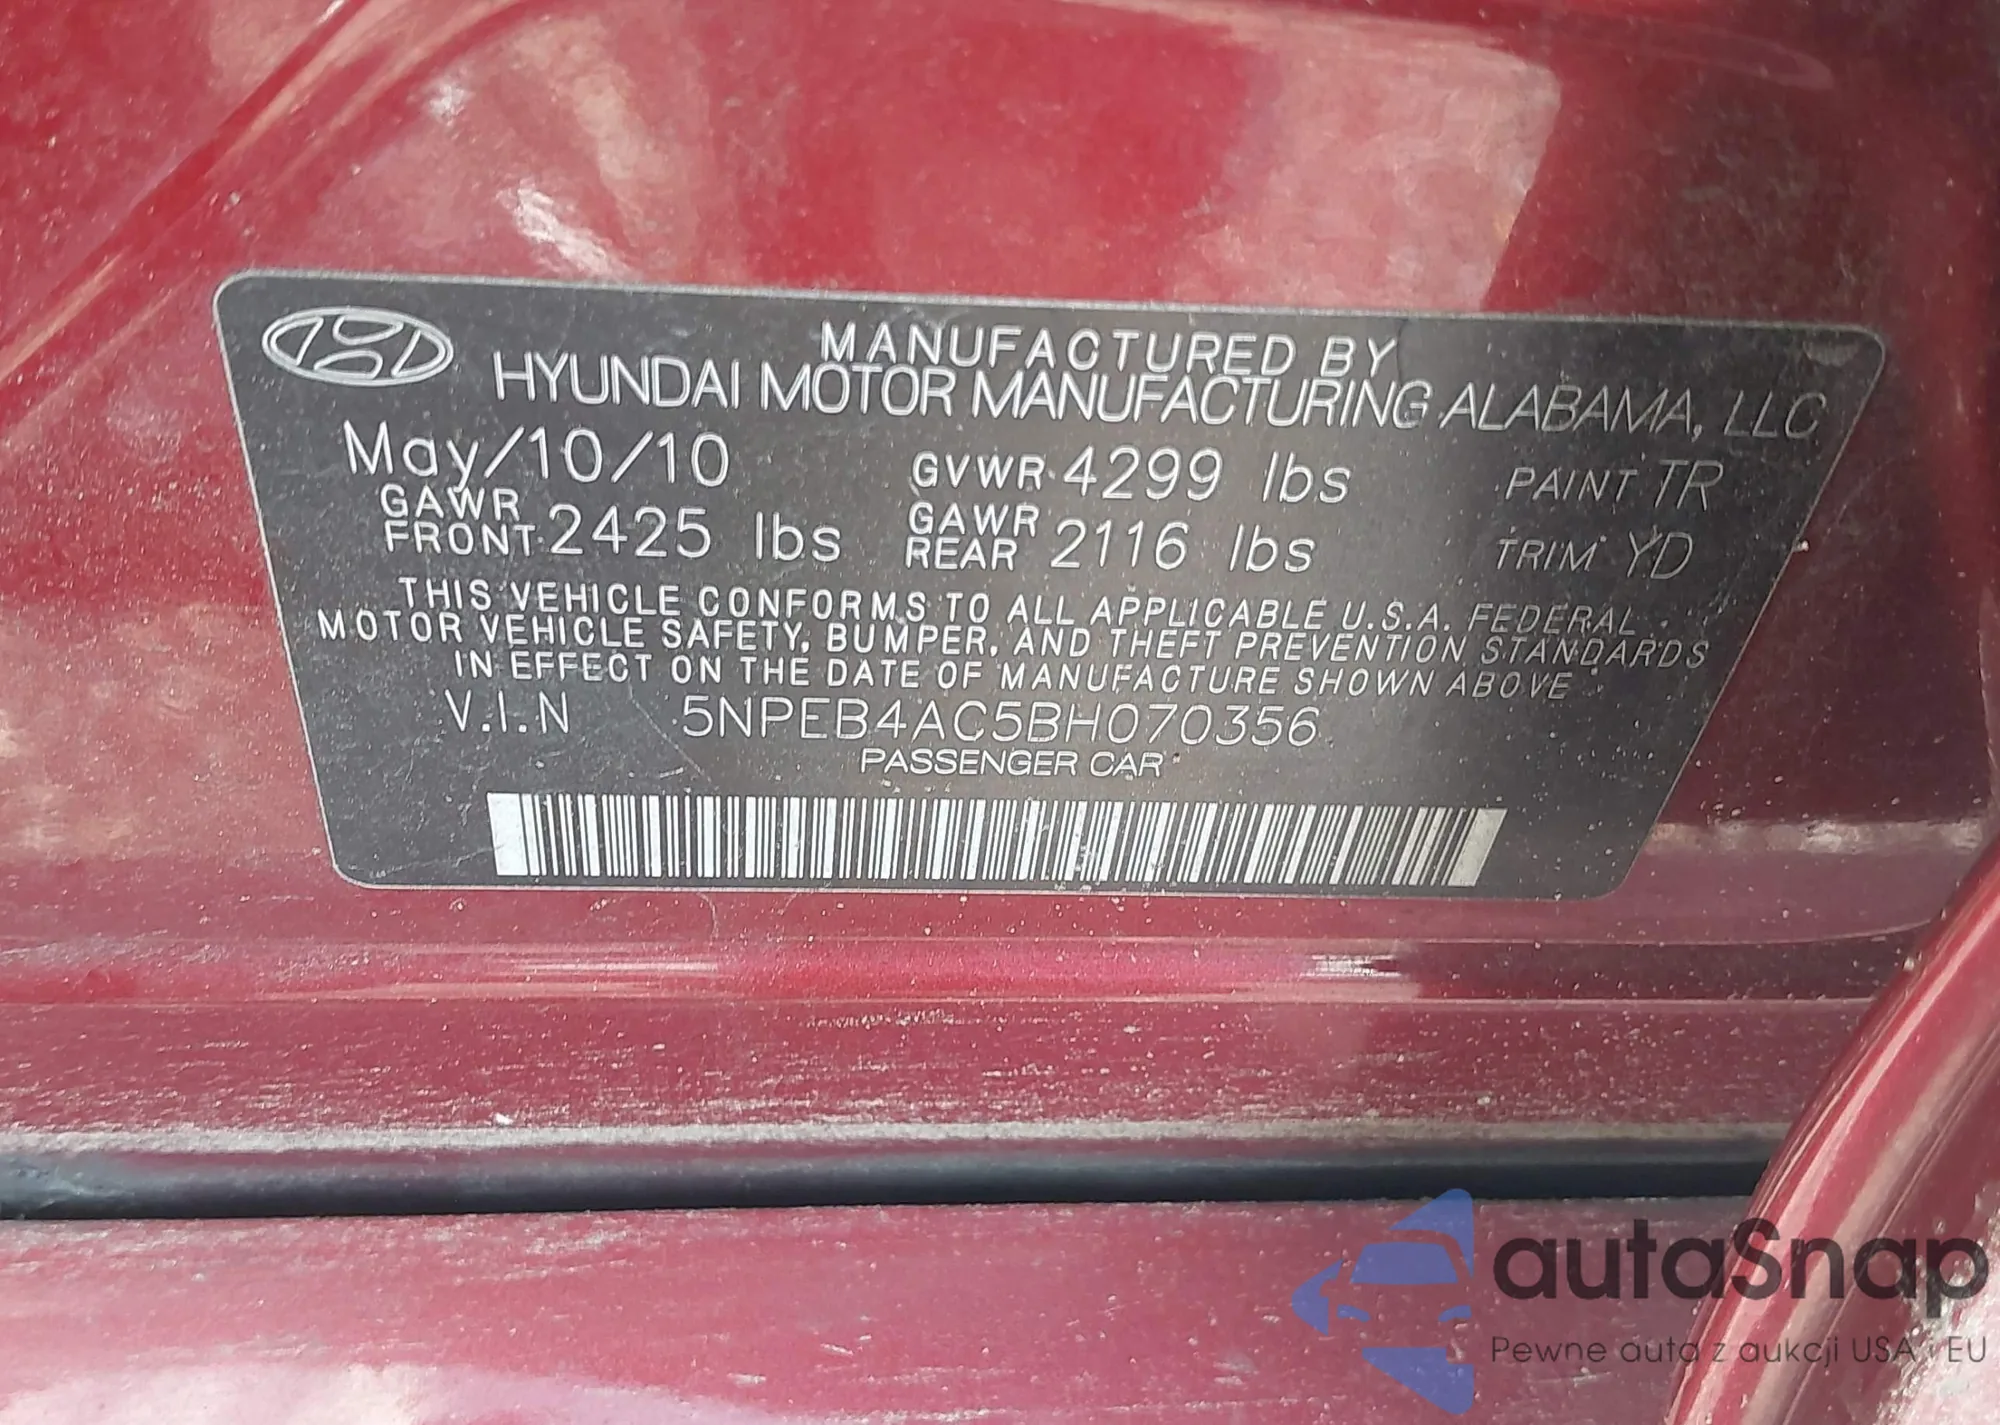 MANUFACTURED BY
HYUNDAI MOTOR MANUFACTURING ALABAMA, LLC
May/10/10 GVWR 4299 lbs PAINT TR
GAWR FRONT 2425 lbs GAWR REAR 2116 lbs TRIM YD
THIS VEHICLE CONFORMS TO ALL APPLICABLE U.S.A. FEDERAL
MOTOR VEHICLE SAFETY, BUMPER, AND THEFT PREVENTION STANDARDS
IN EFFECT ON THE DATE OF MANUFACTURE SHOWN ABOVE
V.I.N 5NPEB4AC5BH070356
PASSENGER CAR
autaSnap
Pewne auta z aukcji USA i EU